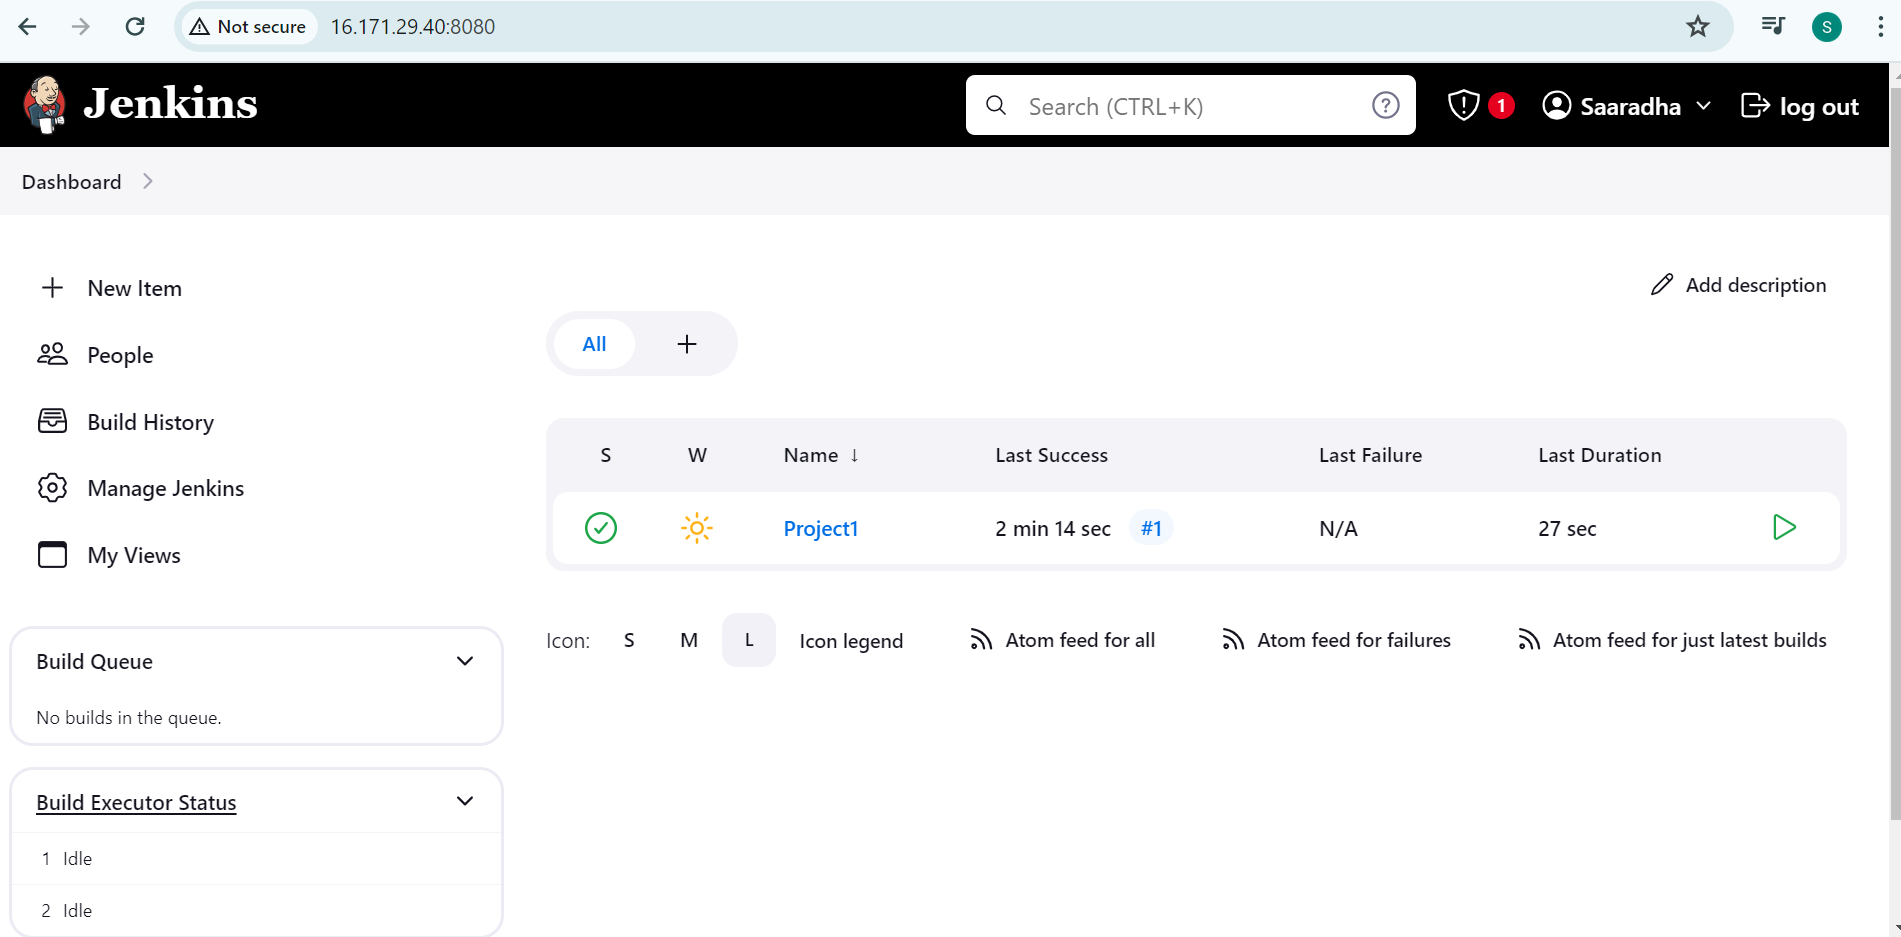 Not secure 16.171.29.40:8080 S
Jenkins Search (CTRL+K) ? 1 Saaradha log out
Dashboard
New Item
People
Build History
Manage Jenkins
My Views
Build Queue
No builds in the queue.
Build Executor Status
1 Idle
2 Idle
Add description
All +
S W Name ↓ Last Success Last Failure Last Duration
Project1 2 min 14 sec #1 N/A 27 sec
Icon: S M L Icon legend Atom feed for all Atom feed for failures Atom feed for just latest builds